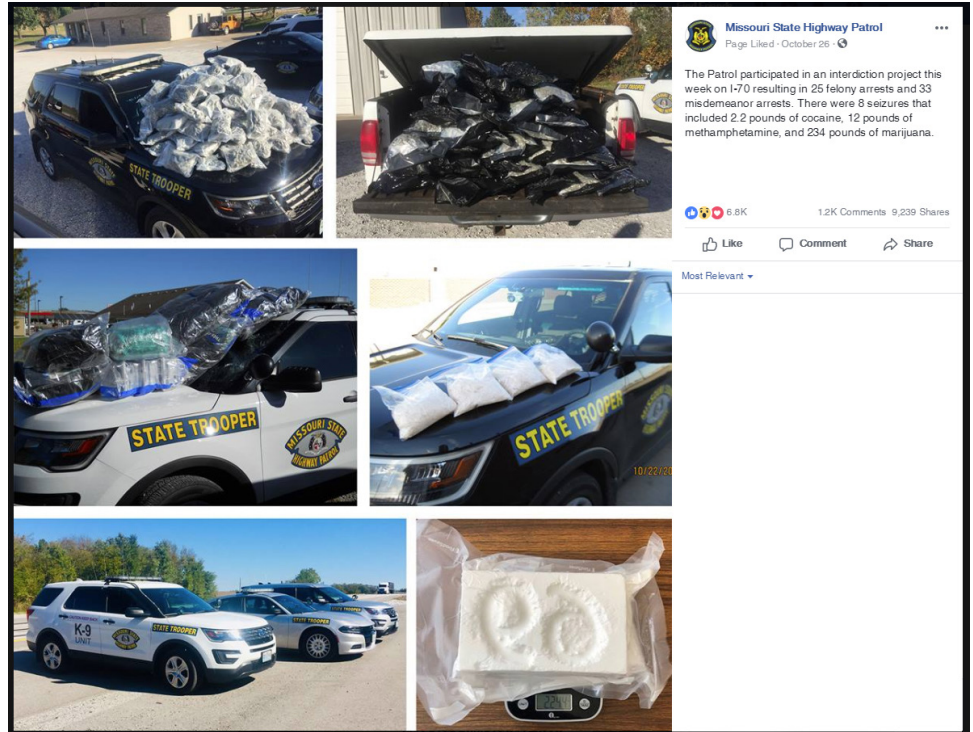 STATE TROOPER
Missouri State Highway Patrol
Page Liked · October 26 ·
The Patrol participated in an interdiction project this
week on I-70 resulting in 25 felony arrests and 33
misdemeanor arrests. There were 8 seizures that
included 2.2 pounds of cocaine, 12 pounds of
methamphetamine, and 234 pounds of marijuana.
6.8K
1.2K Comments 9,239 Shares
Like Comment Share
Most Relevant
STATE TROOPER
MISSOURI STATE
HIGHWAY PATROL
STATE TROOPER
10/22/20
K-9
UNIT
STATE TROOPER
STATE TROOPER